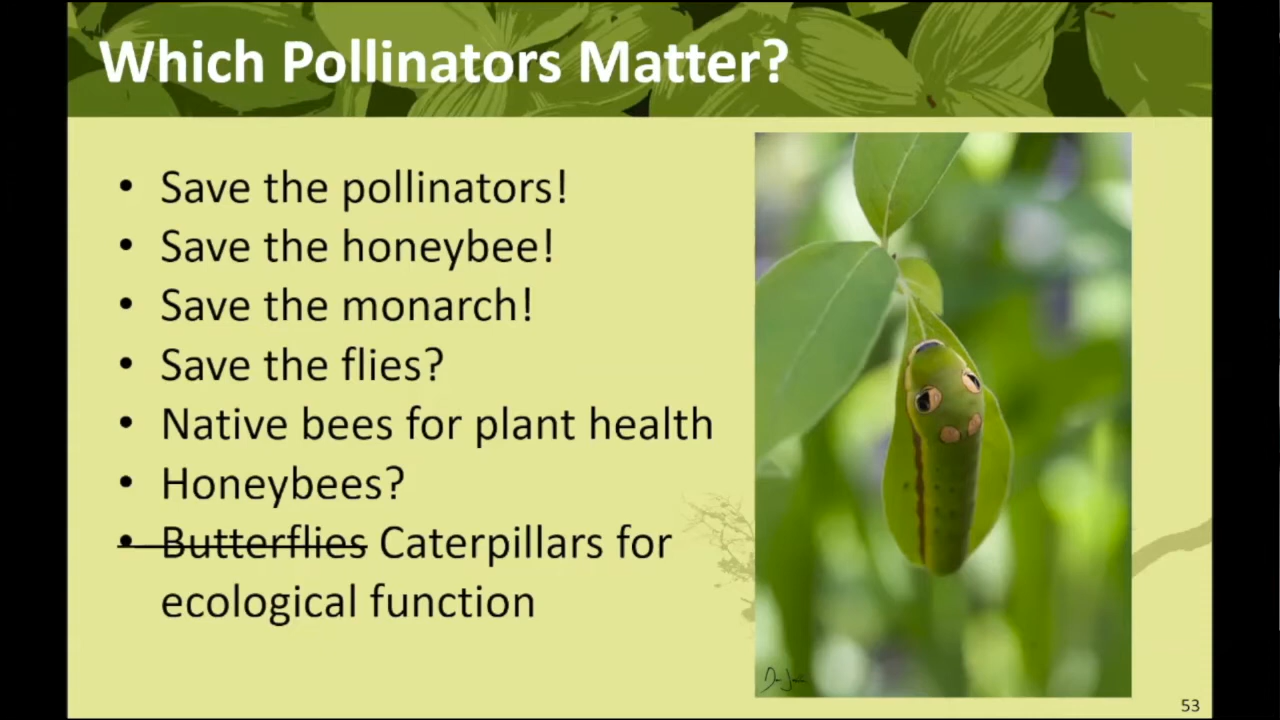 Which Pollinators Matter?
• Save the pollinators!
• Save the honeybee!
• Save the monarch!
• Save the flies?
• Native bees for plant health
• Honeybees?
• Butterflies Caterpillars for
ecological function
53